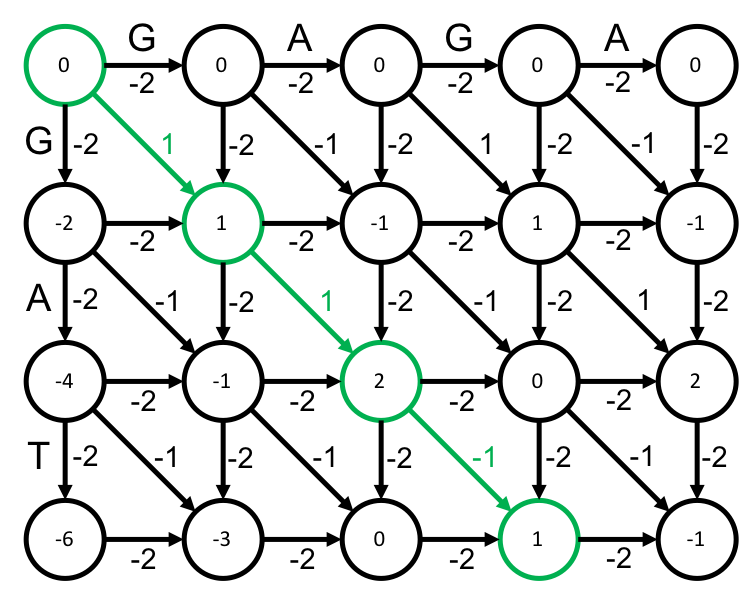 G A G A
0 0 0 0 0
-2 -2 -2 -2
G -2 1 -2 -1 -2 1 -2 -1 -2
-2 1 -1 1 -1
-2 -2 -2 -2
A -2 -1 -2 1 -2 -1 -2 1 -2
-4 -1 2 0 2
-2 -2 -2 -2
T -2 -1 -2 -1 -2 -1 -2 -1 -2
-6 -3 0 1 -1
-2 -2 -2 -2